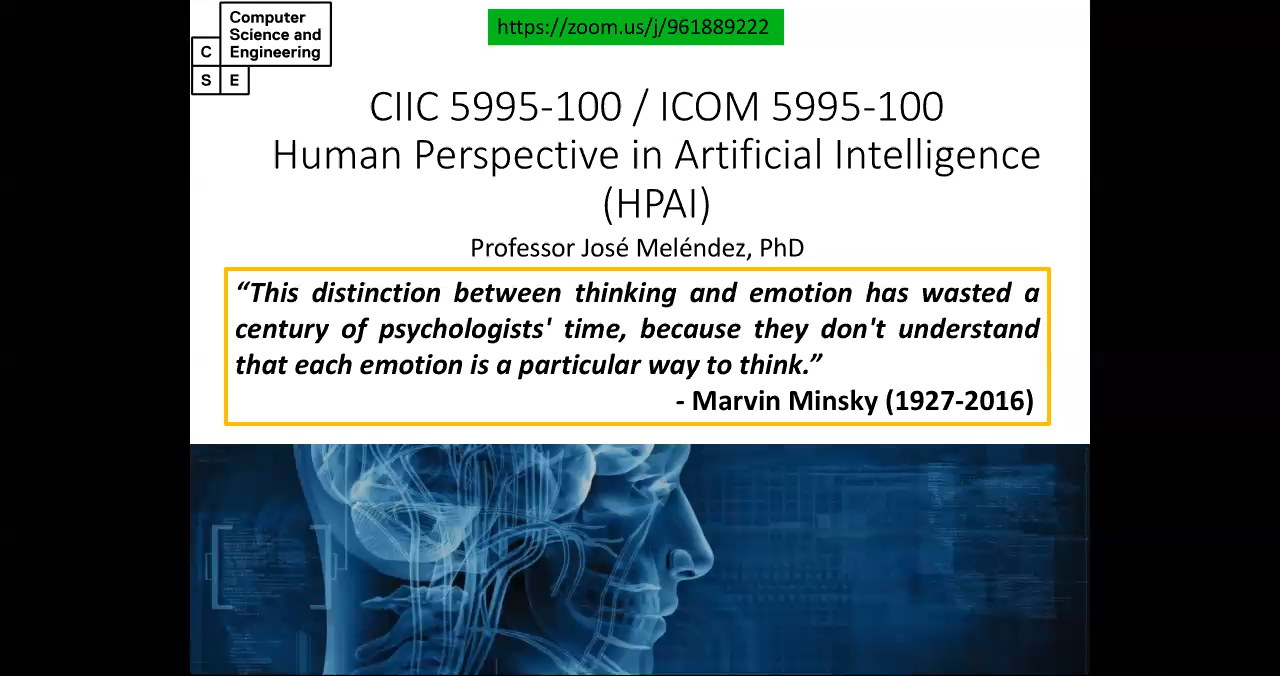 Computer
Science and
Engineering
C
S E
https://zoom.us/j/961889222
CIIC 5995-100 / ICOM 5995-100
Human Perspective in Artificial Intelligence
(HPAI)
Professor José Meléndez, PhD
“This distinction between thinking and emotion has wasted a
century of psychologists' time, because they don't understand
that each emotion is a particular way to think.”
- Marvin Minsky (1927-2016)